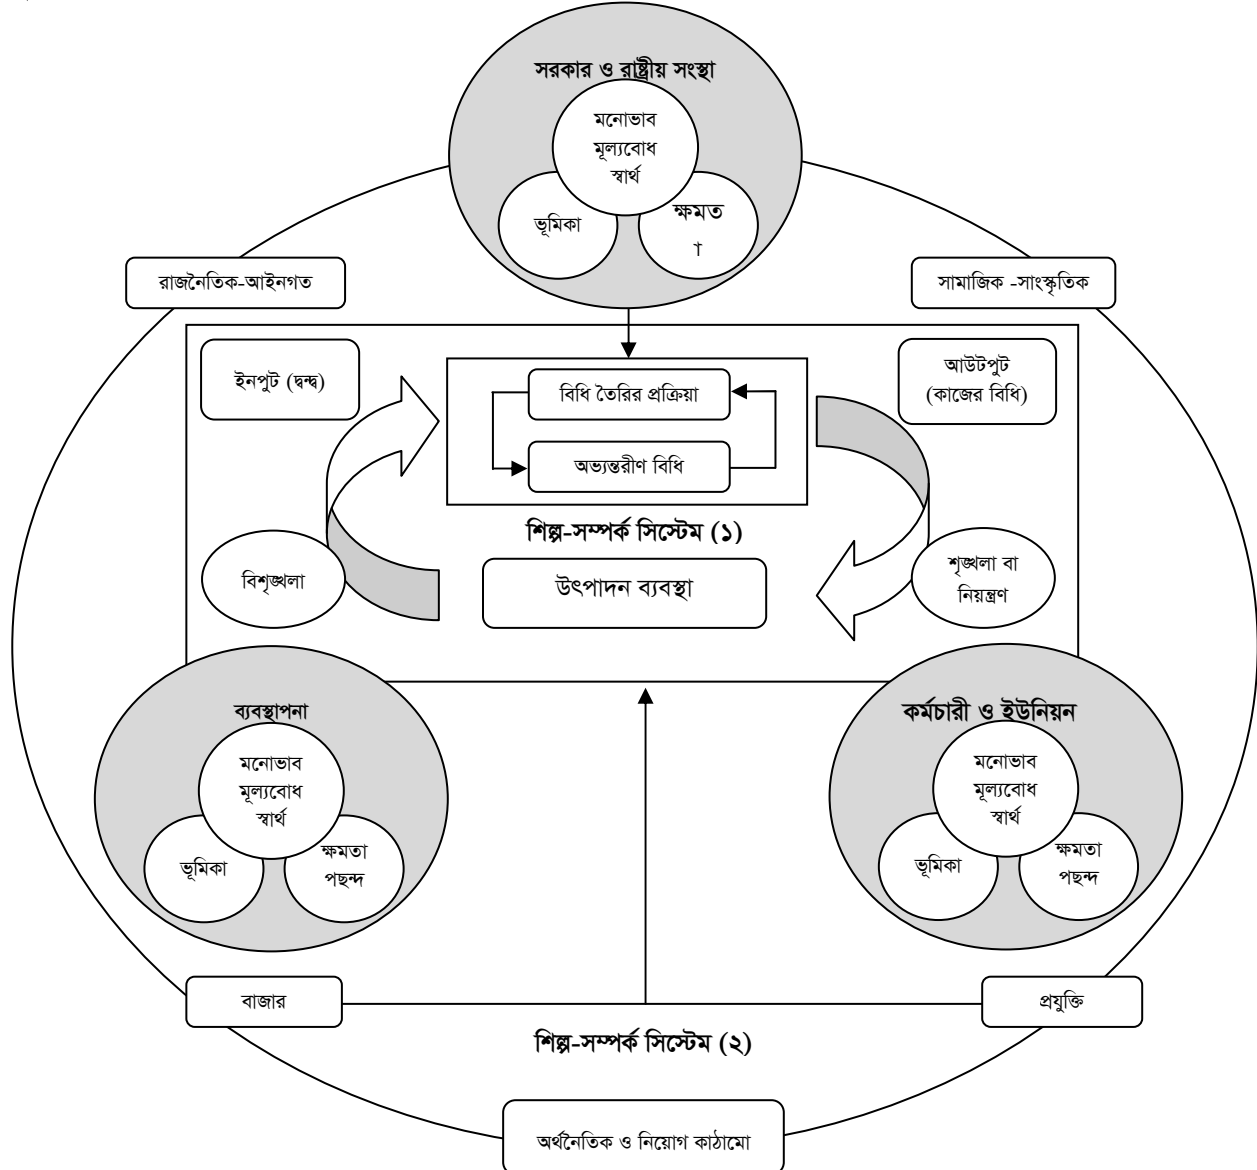 সরকার ও রাষ্ট্রীয় সংস্থা
মনোভাব
মূল্যবোধ
স্বার্থ
ভূমিকা
ক্ষমত
া
রাজনৈতিক-আইনগত
সামাজিক -সাংস্কৃতিক
ইনপুট (দ্বন্দ্ব)
বিধি তৈরির প্রক্রিয়া
অভ্যন্তরীণ বিধি
আউটপুট
(কাজের বিধি)
শিল্প-সম্পর্ক সিস্টেম (১)
বিশৃঙ্খলা
উৎপাদন ব্যবস্থা
শৃঙ্খলা বা
নিয়ন্ত্রণ
ব্যবস্থাপনা
মনোভাব
মূল্যবোধ
স্বার্থ
ভূমিকা
ক্ষমতা
পছন্দ
কর্মচারী ও ইউনিয়ন
মনোভাব
মূল্যবোধ
স্বার্থ
ভূমিকা
ক্ষমতা
পছন্দ
বাজার
প্রযুক্তি
শিল্প-সম্পর্ক সিস্টেম (২)
অর্থনৈতিক ও নিয়োগ কাঠামো